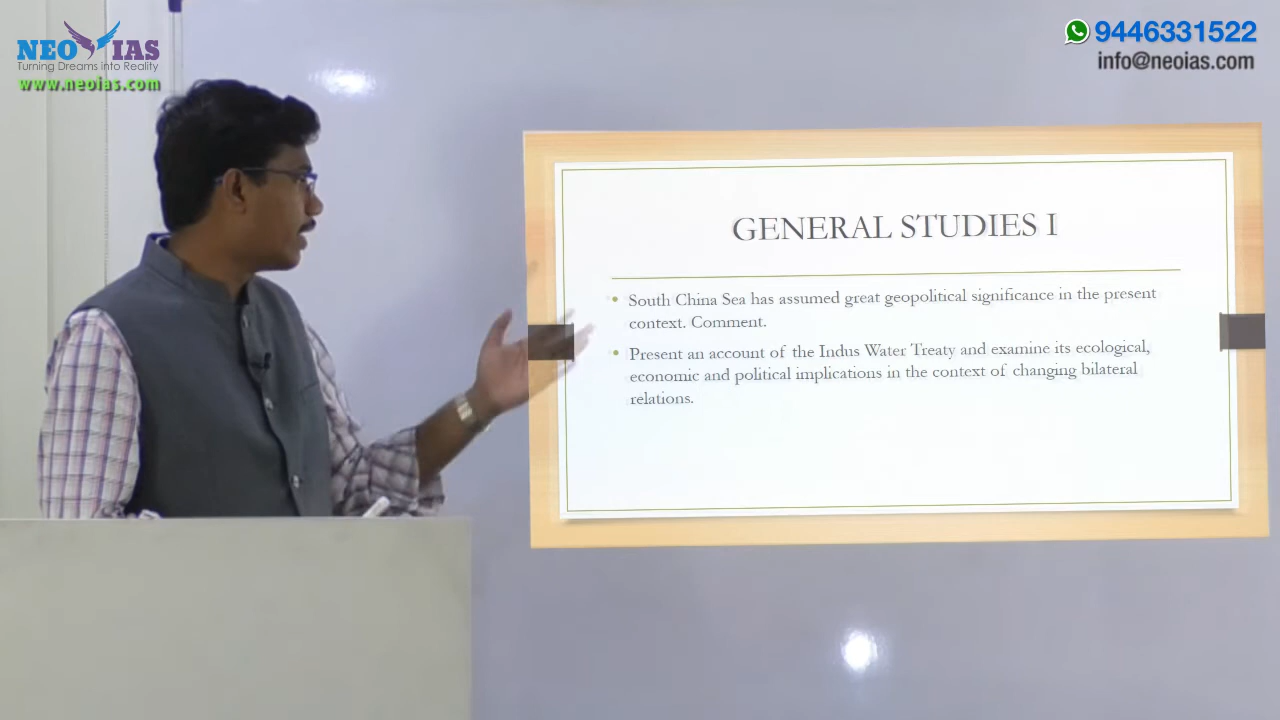 NEO IAS
Turning Dreams into Reality
www.neoias.com
9446331522
info@neoias.com
GENERAL STUDIES I
• South China Sea has assumed great geopolitical significance in the present
context. Comment.
• Present an account of the Indus Water Treaty and examine its ecological,
economic and political implications in the context of changing bilateral
relations.